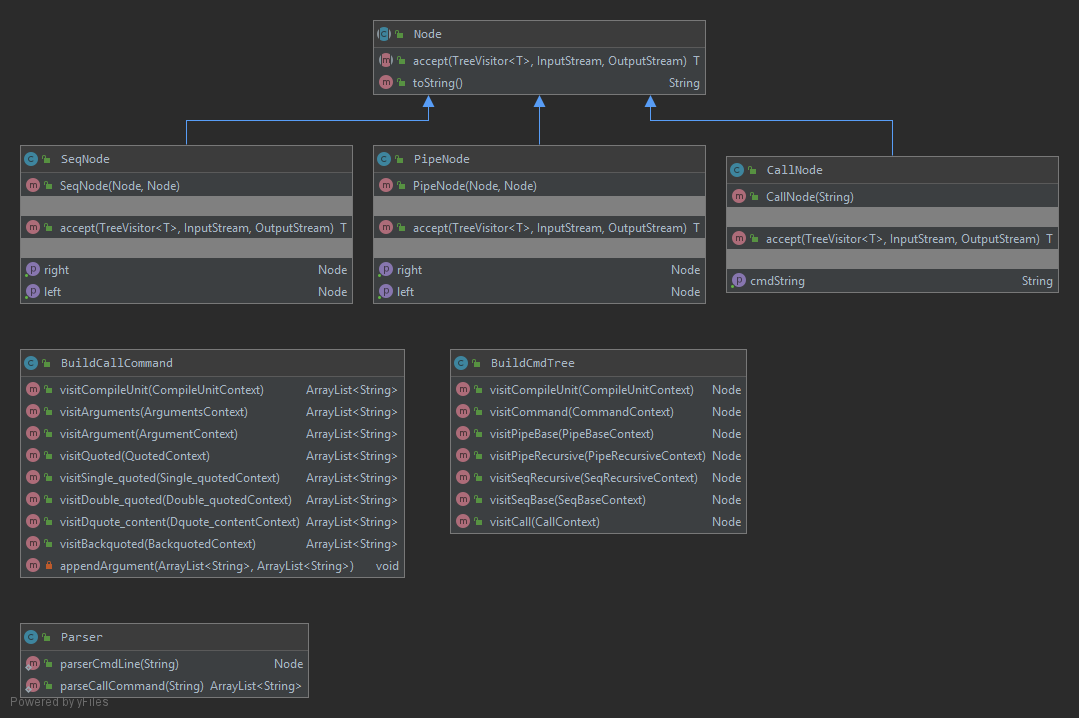 Node
accept(TreeVisitor<T>, InputStream, OutputStream) T
toString() String
SeqNode
SeqNode(Node, Node)
accept(TreeVisitor<T>, InputStream, OutputStream) T
right Node
left Node
PipeNode
PipeNode(Node, Node)
accept(TreeVisitor<T>, InputStream, OutputStream) T
right Node
left Node
CallNode
CallNode(String)
accept(TreeVisitor<T>, InputStream, OutputStream) T
cmdString String
BuildCallCommand
visitCompileUnit(CompileUnitContext) ArrayList<String>
visitArguments(ArgumentsContext) ArrayList<String>
visitArgument(ArgumentContext) ArrayList<String>
visitQuoted(QuotedContext) ArrayList<String>
visitSingle_quoted(Single_quotedContext) ArrayList<String>
visitDouble_quoted(Double_quotedContext) ArrayList<String>
visitDquote_content(Dquote_contentContext) ArrayList<String>
visitBackquoted(BackquotedContext) ArrayList<String>
appendArgument(ArrayList<String>, ArrayList<String>) void
BuildCmdTree
visitCompileUnit(CompileUnitContext) Node
visitCommand(CommandContext) Node
visitPipeBase(PipeBaseContext) Node
visitPipeRecursive(PipeRecursiveContext) Node
visitSeqRecursive(SeqRecursiveContext) Node
visitSeqBase(SeqBaseContext) Node
visitCall(CallContext) Node
Parser
parserCmdLine(String) Node
parseCallCommand(String) ArrayList<String>
Powered by yFiles